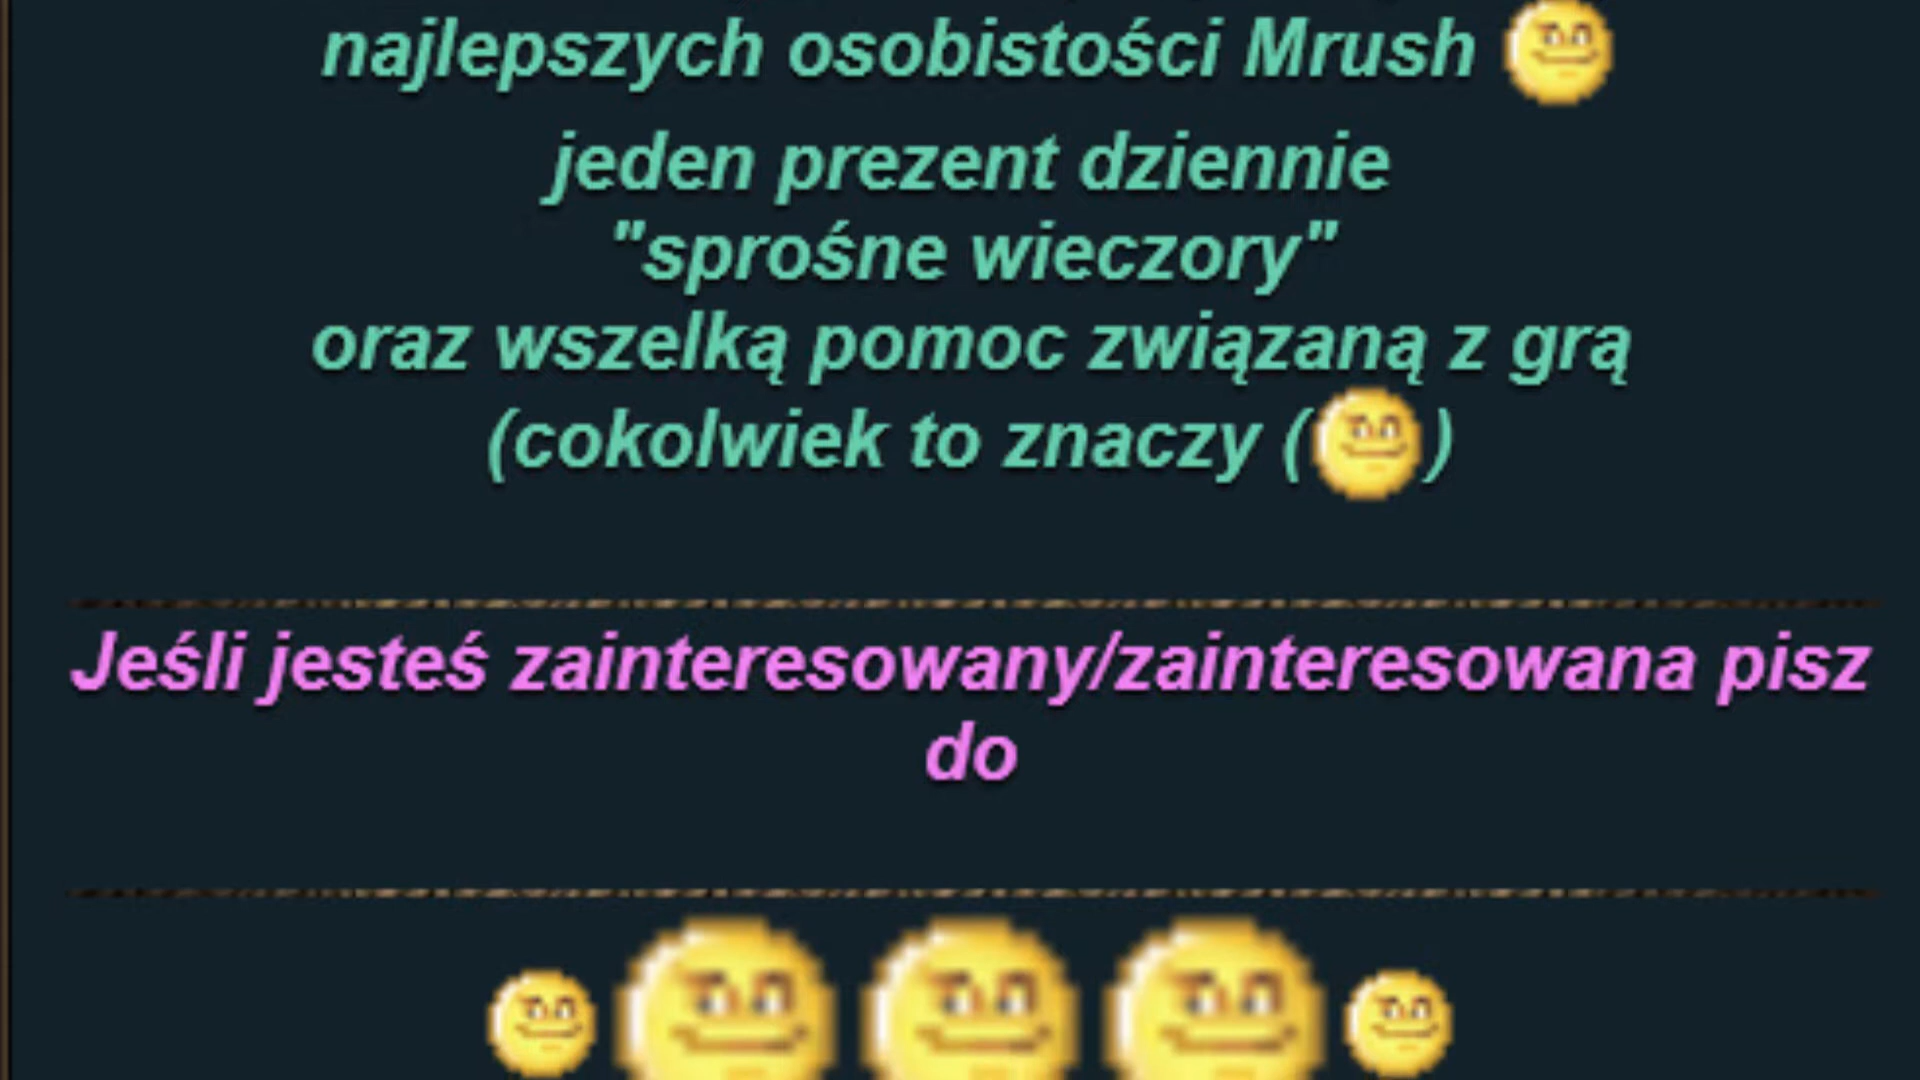 najlepszych osobistości Mrush
jeden prezent dziennie
"sprośne wieczory"
oraz wszelką pomoc związaną z grą
(cokolwiek to znaczy ( )
Jeśli jesteś zainteresowany/zainteresowana pisz
do